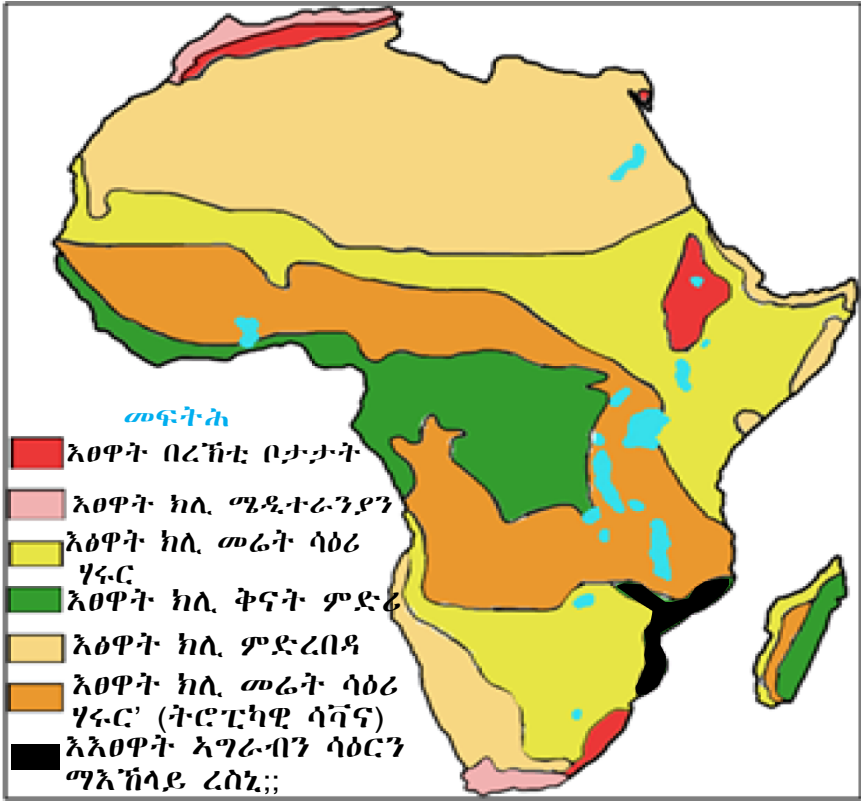 መፍትሕ
እፀዋት በረኽቲ ቦታታት
እፀዋት ክሊ ሜዲተራንያን
እፅዋት ክሊ መሬት ሳዕሪ
ሃሩር
እፀዋት ክሊ ቅናት ምድሪ
እፅዋት ክሊ ምድረበዳ
እፀዋት ክሊ መሬት ሳዕሪ
ሃሩር’ (ትሮፒካዊ ሳቫና)
እእፀዋት ኣግራብን ሳዕርን
ማእኸላይ ረስኒ;;